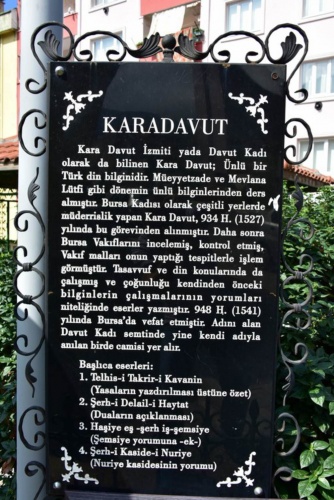 KARADAVUT
Kara Davut İzmiti yada Davut Kadı
olarak da bilinen Kara Davut; Ünlü bir
Türk din bilginidir. Müeyyetzade ve Mevlana
Lütfi gibi dönemin ünlü bilginlerinden ders
almıştır. Bursa Kadısı olarak çeşitli yerlerde
müderrislik yapan Kara Davut, 934 H. (1527)
yılında bu görevinden alınmıştır. Daha sonra
Bursa Vakıflarını incelemiş, kontrol etmiş,
Vakıf malları onun yaptığı tespitlerle işlem
görmüştür. Tasavvuf ve din konularında da
çalışmış ve çoğunluğu kendinden önceki
bilginlerin çalışmalarının yorumları
niteliğinde eserler yazmıştır. 948 H. (1541)
yılında Bursa'da vefat etmiştir. Adını alan
Davut Kadı semtinde yine kendi adıyla
anılan birde camisi yer alır.
Başlıca eserleri:
1. Telhis-i Takrir-i Kavanin
(Yasaların yazdırılması üstüne özet)
2. Şerh-i Delail-i Haytat
(Duaların açıklanması)
3. Haşiye eş -şerh iş-şemsiye
(Şemsiye yorumuna -ek-)
4. Şerh-i Kaside-i Nuriye
(Nuriye kasidesinin yorumu)